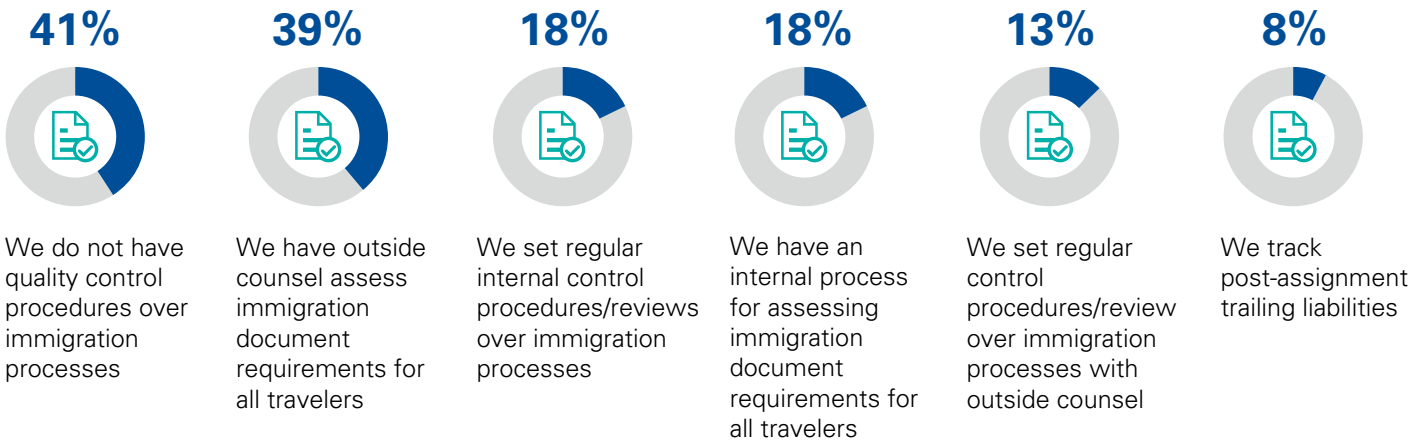 41%
We do not have
quality control
procedures over
immigration
processes
39%
We have outside
counsel assess
immigration
document
requirements for
all travelers
18%
We set regular
internal control
procedures/reviews
over immigration
processes
18%
We have an
internal process
for assessing
immigration
document
requirements for
all travelers
13%
We set regular
control
procedures/review
over immigration
processes with
outside counsel
8%
We track
post-assignment
trailing liabilities